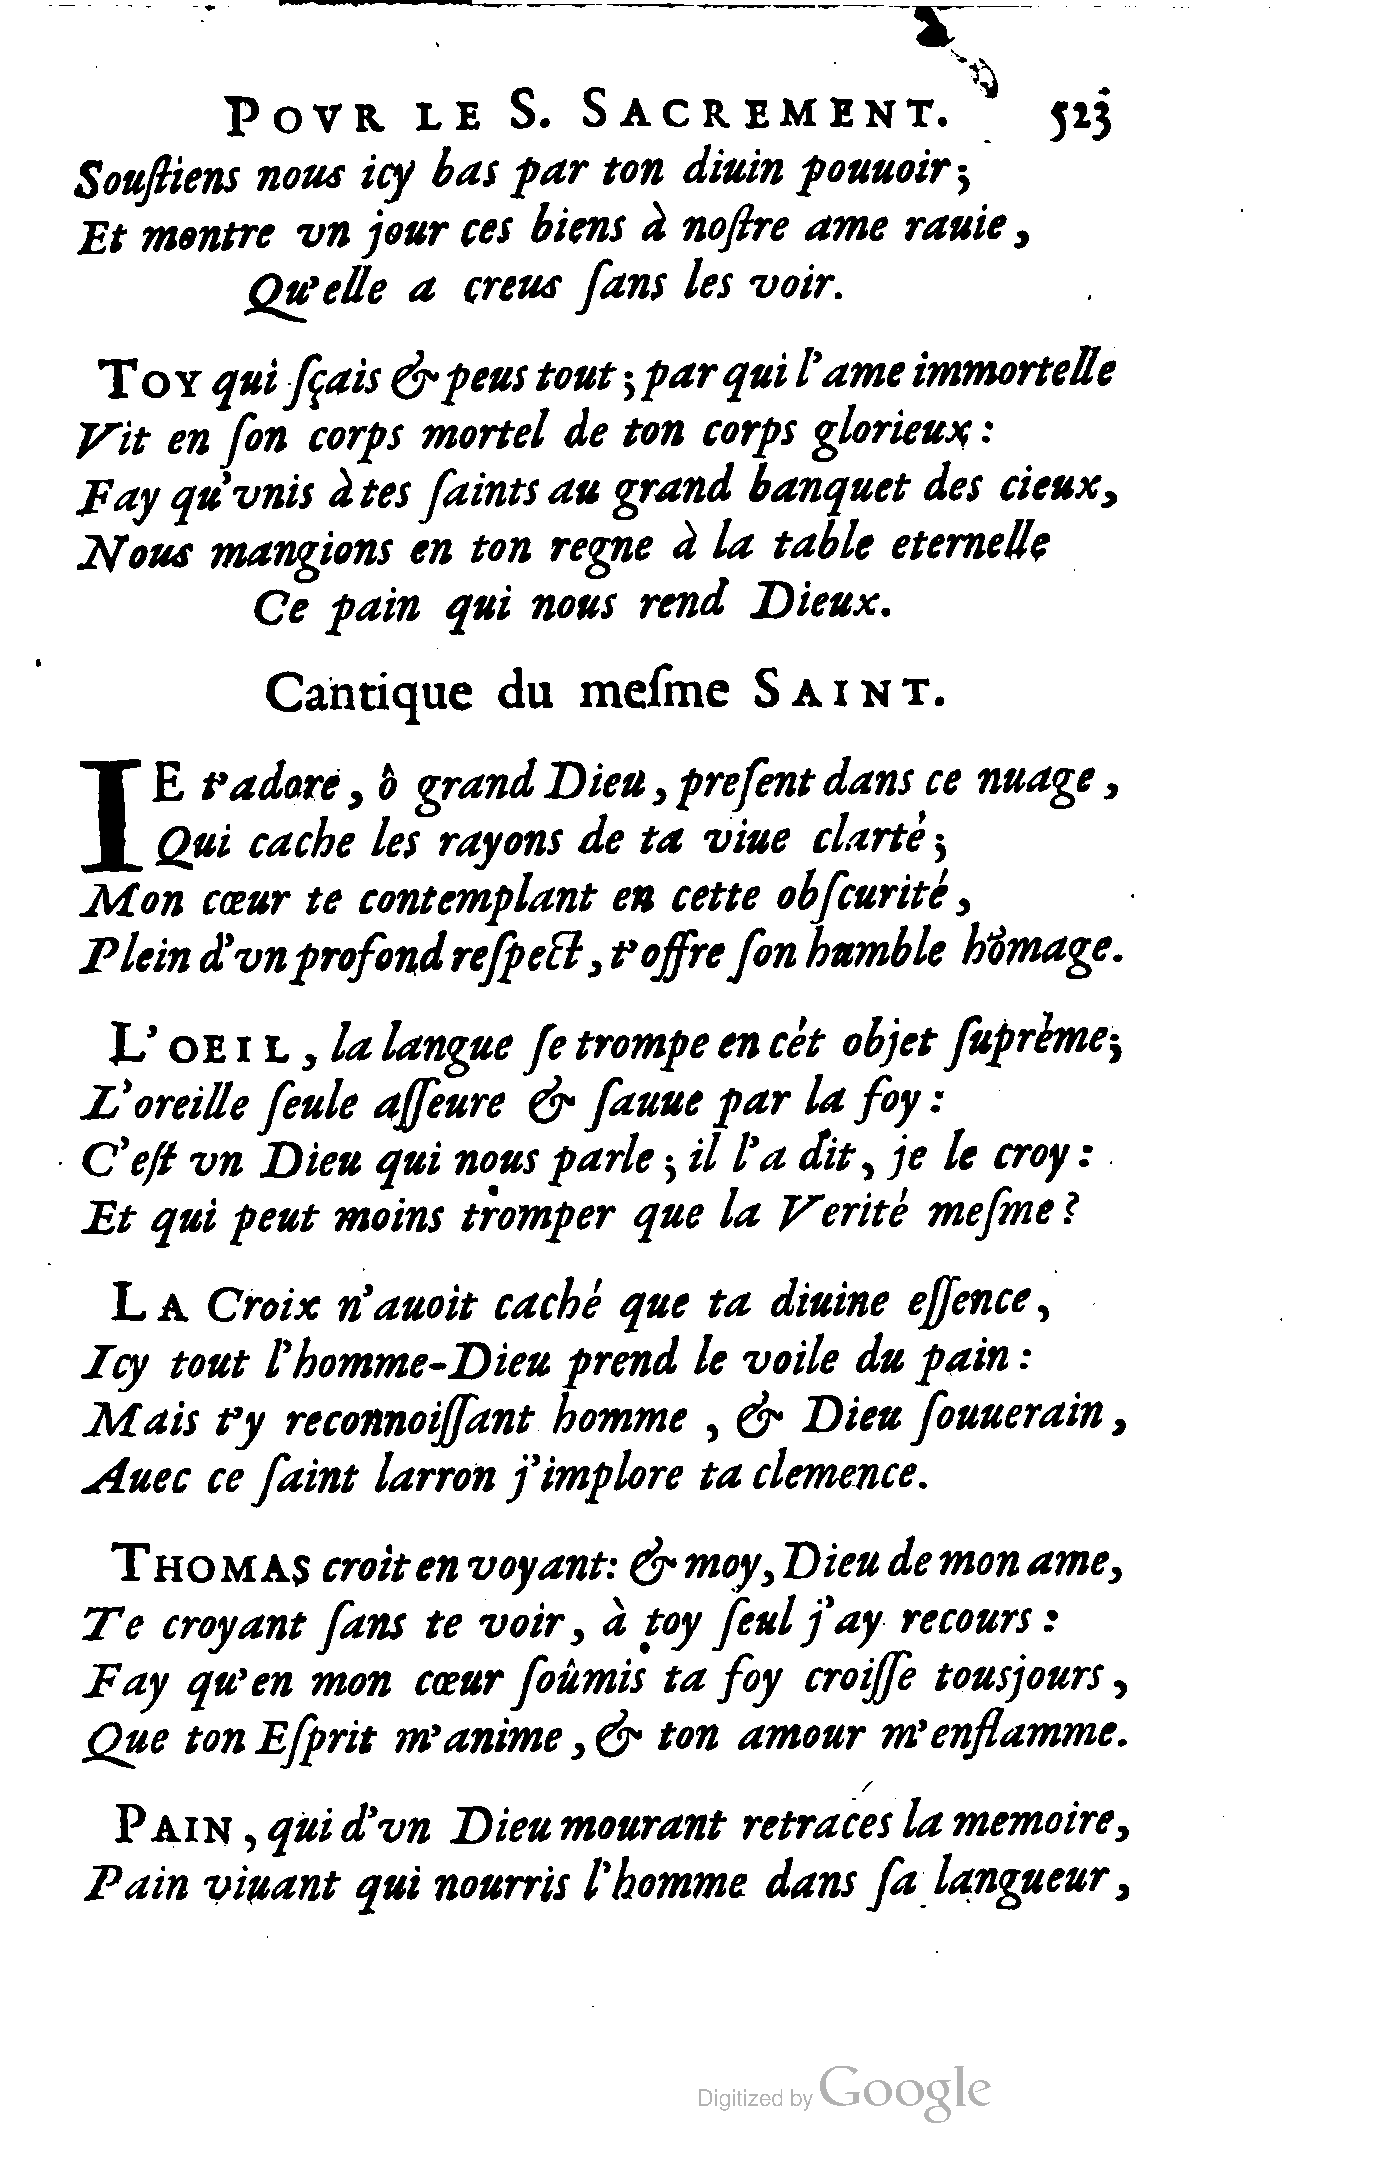 POVR LE S. SACREMENT. 523
Souſtiens nous icy bas par ton diuin pouuoir;
Et montre vn jour ces biens à noſtre ame rauie,
Qu'elle a creus ſans les voir.
TOY qui ſçais & peus tout; par qui l'ame immortelle
Vit en ſon corps mortel de ton corps glorieux:
Fay qu'vnis à tes ſaints au grand banquet des cieux,
Nous mangions en ton regne à la table eternelle
Ce pain qui nous rend Dieux.
Cantique du meſme SAINT.
IE t'adore, ô grand Dieu, preſent dans ce nuage,
Qui cache les rayons de ta viue clarté;
Mon cœur te contemplant en cette obſcurité,
Plein d'vn profond reſpect, t'offre ſon humble hõmage.
L'OEIL, la langue ſe trompe en cét objet ſuprème;
L'oreille ſeule aſſeure & ſauue par la foy:
C'eſt vn Dieu qui nous parle; il l'a dit, je le croy:
Et qui peut moins tromper que la Verité meſme?
LA Croix n'auoit caché que ta diuine eſſence,
Icy tout l'homme-Dieu prend le voile du pain:
Mais t'y reconnoiſſant homme, & Dieu ſouuerain,
Auec ce ſaint larron j'implore ta clemence.
THOMAS croit en voyant: & moy, Dieu de mon ame,
Te croyant ſans te voir, à toy ſeul j'ay recours:
Fay qu'en mon cœur ſoûmis ta foy croiſſe tousjours,
Que ton Eſprit m'anime, & ton amour m'enflamme.
PAIN, qui d'vn Dieu mourant retraces la memoire,
Pain viuant qui nourris l'homme dans ſa langueur,
Digitized by Google